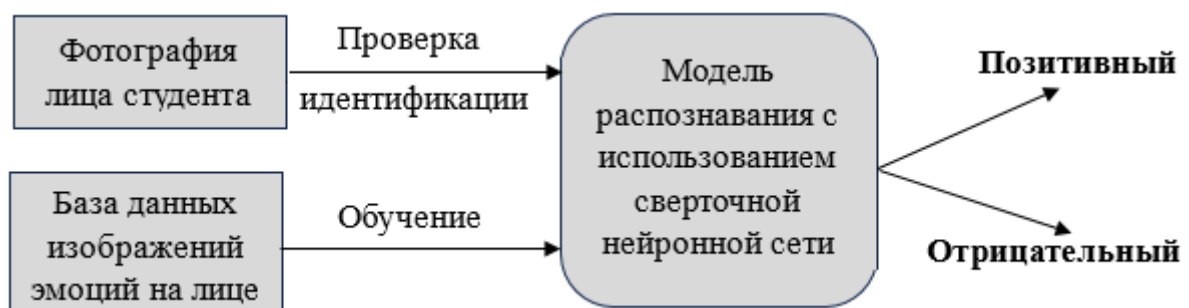 Фотография
лица студента
Проверка
идентификации
База данных
изображений
эмоций на лице
Обучение
Модель
распознавания с
использованием
сверточной
нейронной сети
Позитивный
Отрицательный